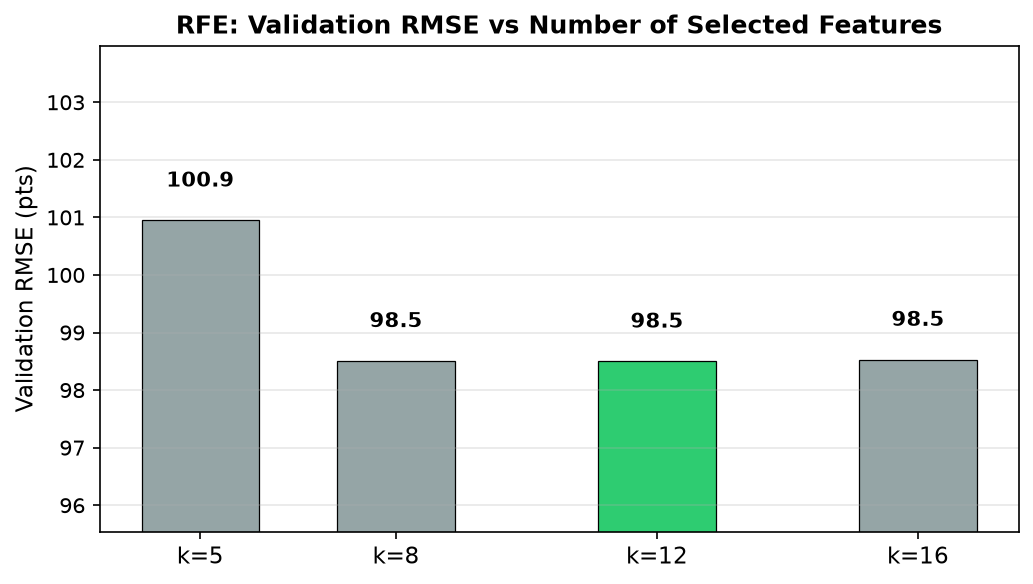 RFE: Validation RMSE vs Number of Selected Features
Validation RMSE (pts)
103
102
101
100
99
98
97
96
100.9
98.5
98.5
98.5
k=5
k=8
k=12
k=16